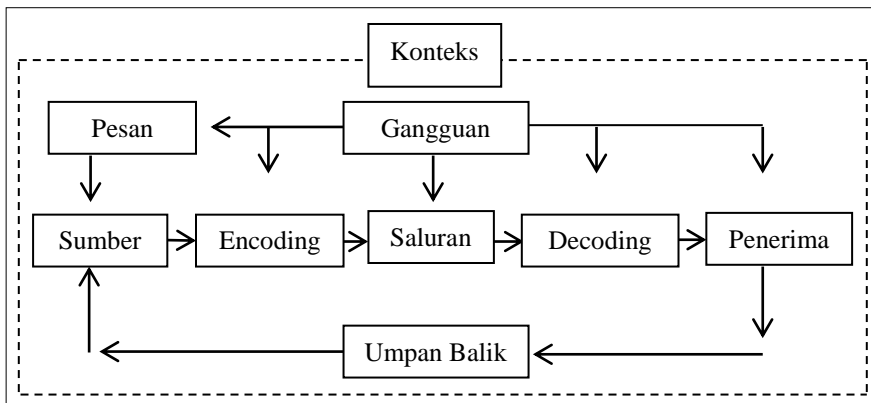 Konteks
Pesan
Gangguan
Sumber
Encoding
Saluran
Decoding
Penerima
Umpan Balik